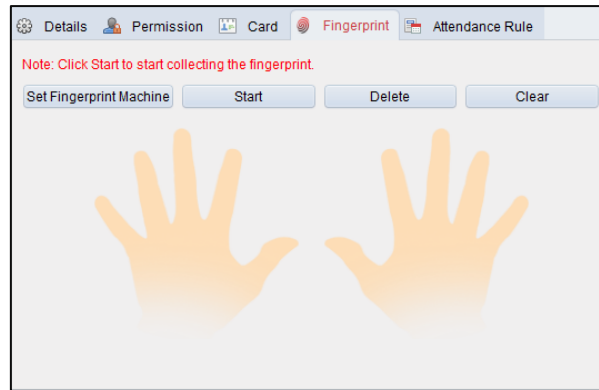 Details Permission Card Fingerprint Attendance Rule
Note: Click Start to start collecting the fingerprint.
Set Fingerprint Machine Start Delete Clear